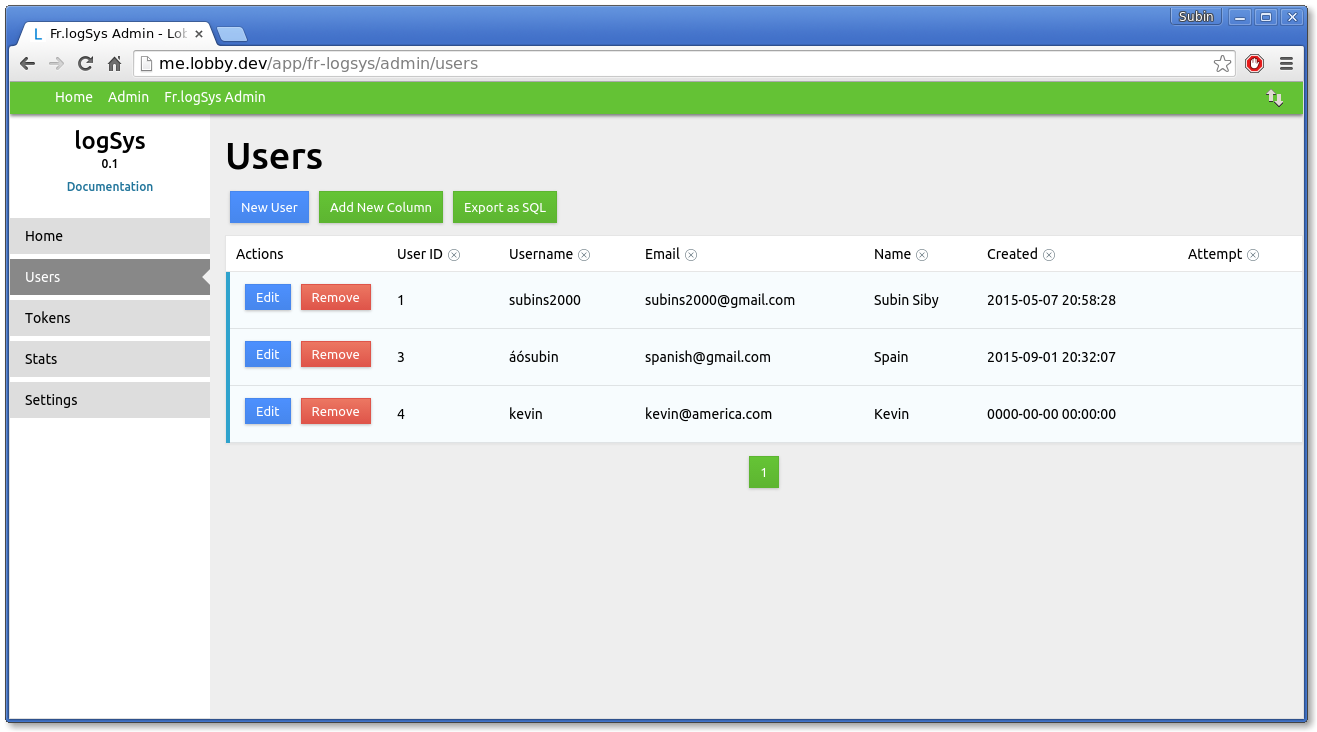 Subin
L Fr.logSys Admin - Lob
me.lobby.dev/app/fr-logsys/admin/users
Home Admin Fr.logSys Admin
logSys
0.1
Documentation
Home
Users
Tokens
Stats
Settings
Users
New User Add New Column Export as SQL
Actions User ID Username Email Name Created Attempt
Edit Remove 1 subins2000 subins2000@gmail.com Subin Siby 2015-05-07 20:58:28
Edit Remove 3 áósubin spanish@gmail.com Spain 2015-09-01 20:32:07
Edit Remove 4 kevin kevin@america.com Kevin 0000-00-00 00:00:00
1